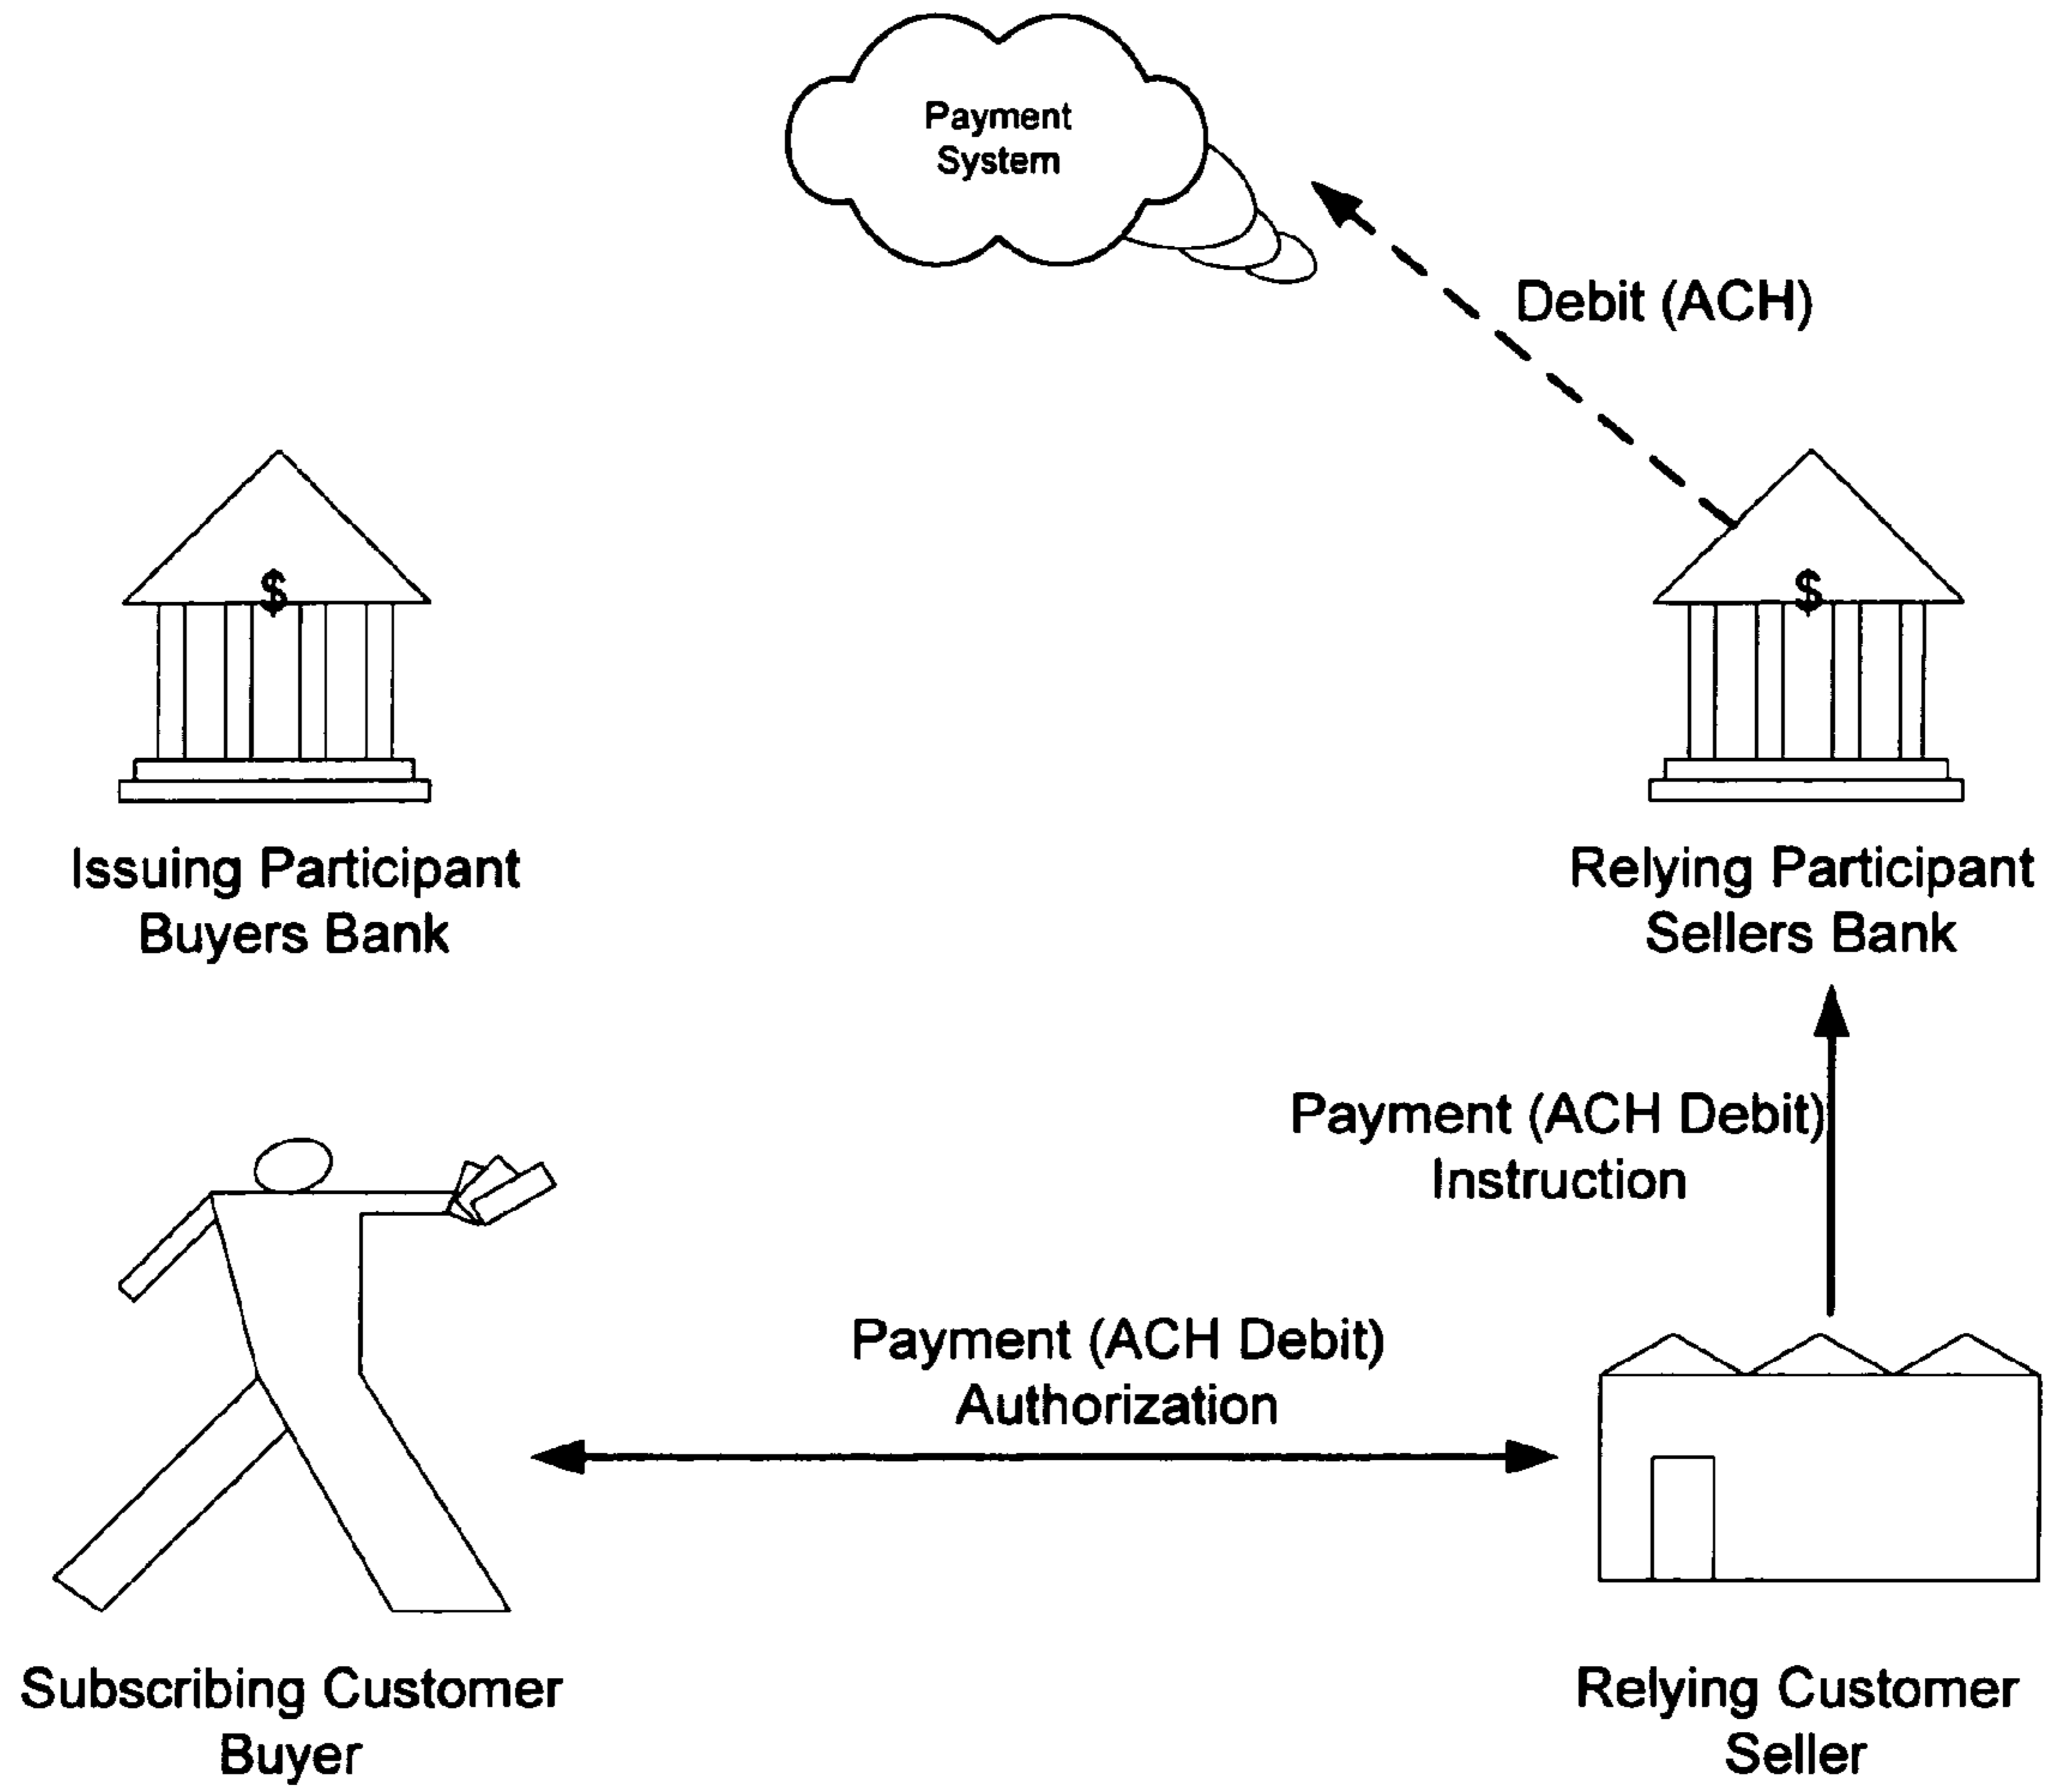 Payment
System
Debit (ACH)
$
$
Issuing Participant
Buyers Bank
Relying Participant
Sellers Bank
Payment (ACH Debit)
Instruction
Payment (ACH Debit)
Authorization
Subscribing Customer
Buyer
Relying Customer
Seller